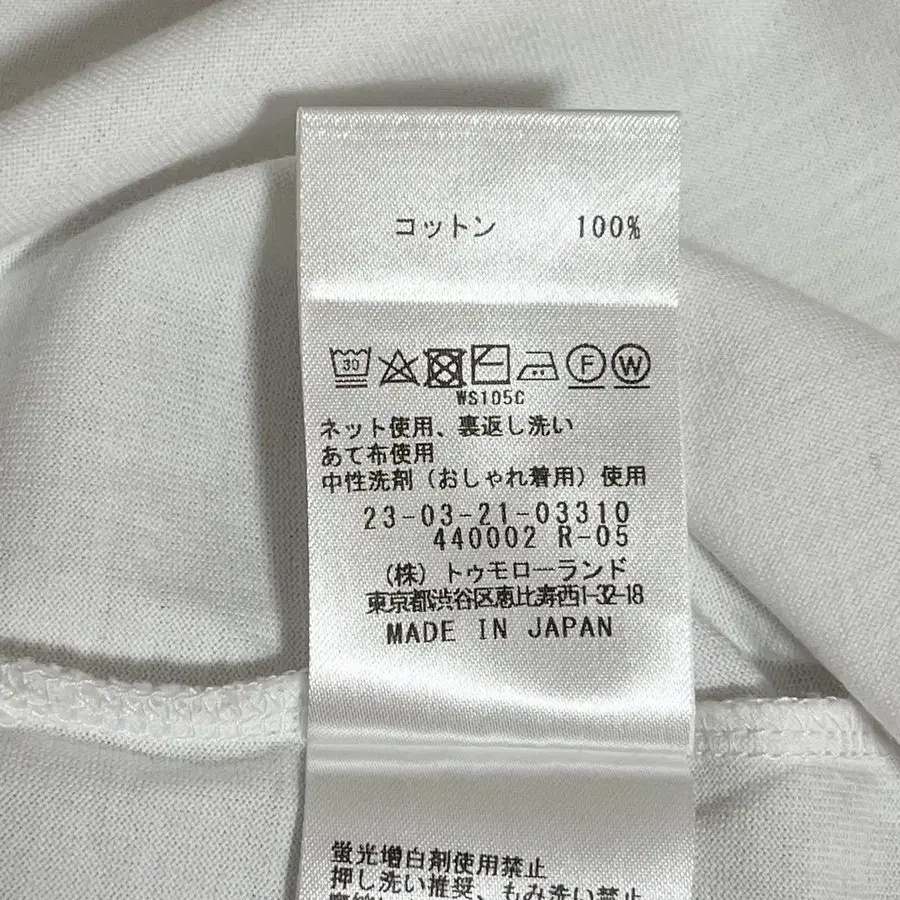 コットン 100%
30 F W
WS105C
ネット使用、裏返し洗い
あて布使用
中性洗剤（おしゃれ着用）使用
23-03-21-03310
440002 R-05
（株）トゥモローランド
東京都渋谷区恵比寿西1-32-18
MADE IN JAPAN
蛍光増白剤使用禁止
押し洗い推奨、もみ洗い禁止